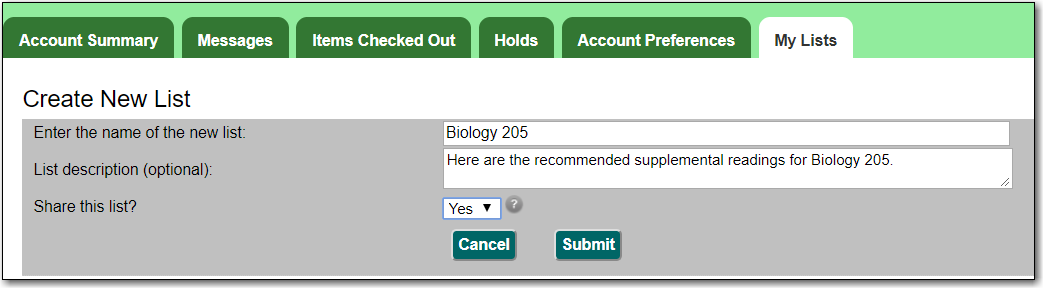 Account Summary Messages Items Checked Out Holds Account Preferences My Lists
Create New List
Enter the name of the new list: Biology 205
List description (optional): Here are the recommended supplemental readings for Biology 205.
Share this list? Yes ▼ ?
Cancel Submit